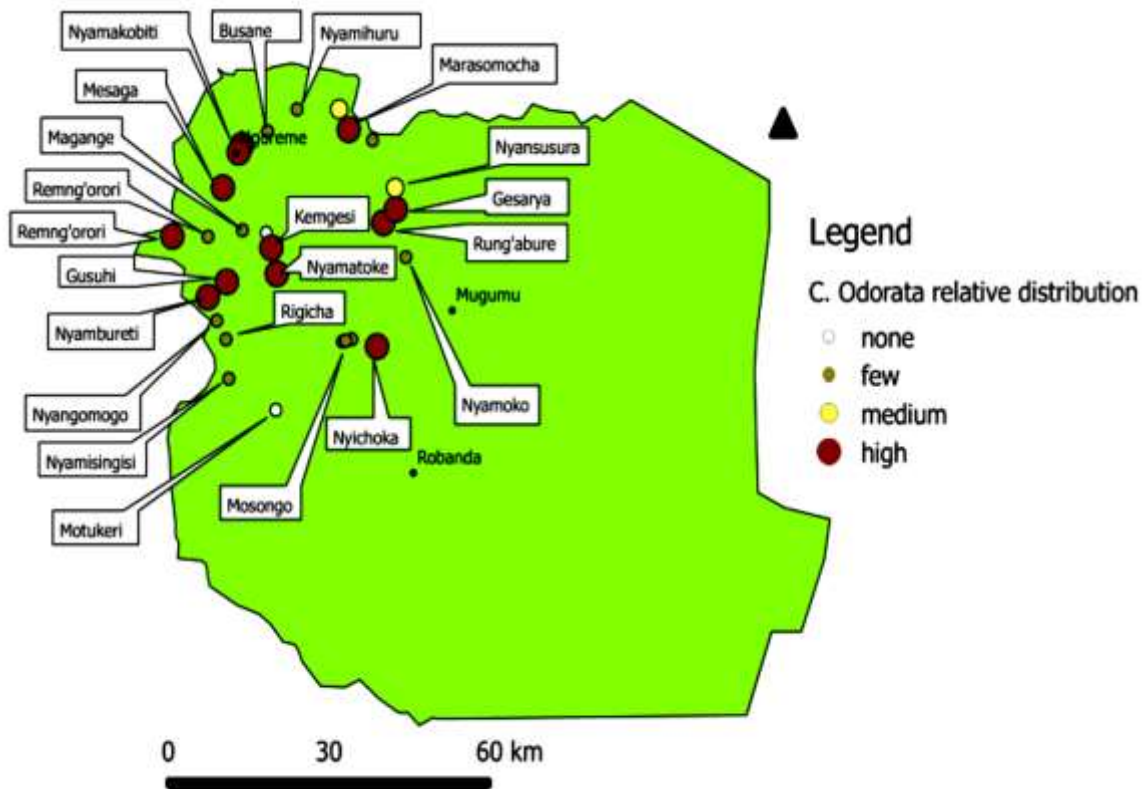 Nyamakobiti
Busane
Nyamihuru
Marasomocha
Mesaga
Magange
Nyansusura
Remng'orori
Gesarya
Kemgesi
Remng'orori
Rung'abure
Gusuhi
Nyamatoke
Mugumu
Rigicha
Nyambureti
Nyamoko
Nyangomogo
Nyichoka
Nyamisingisi
Robanda
Mosongo
Motukeri
Legend
C. Odorata relative distribution
none
few
medium
high
0 30 60 km